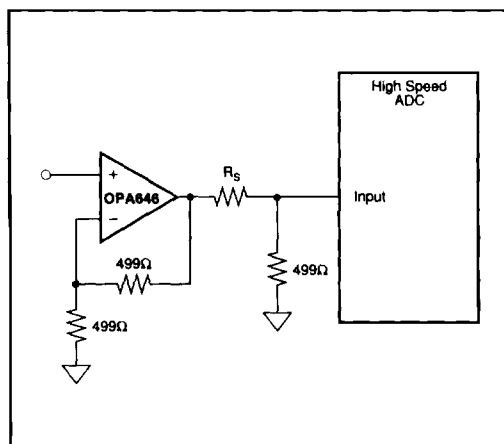 High Speed
ADC
+
OPA646
−
R_S
Input
499Ω
499Ω
499Ω